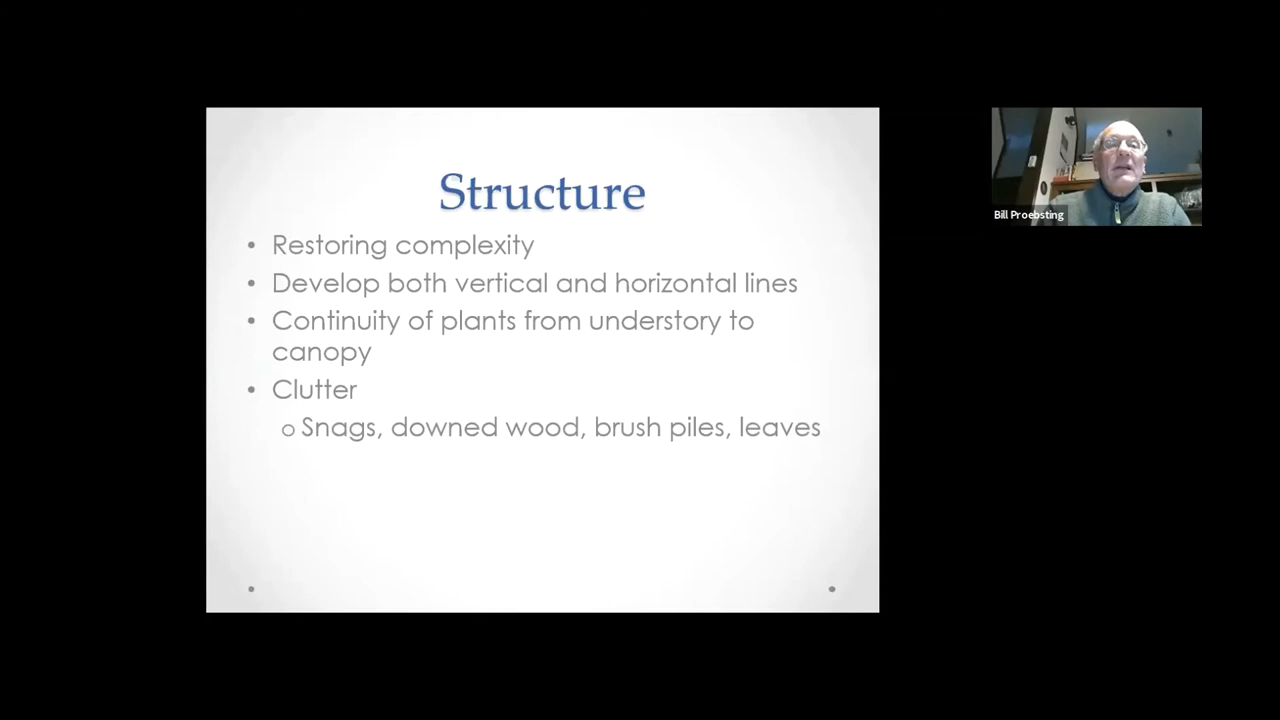 Structure
• Restoring complexity
• Develop both vertical and horizontal lines
• Continuity of plants from understory to
canopy
• Clutter
o Snags, downed wood, brush piles, leaves
Bill Proebsting